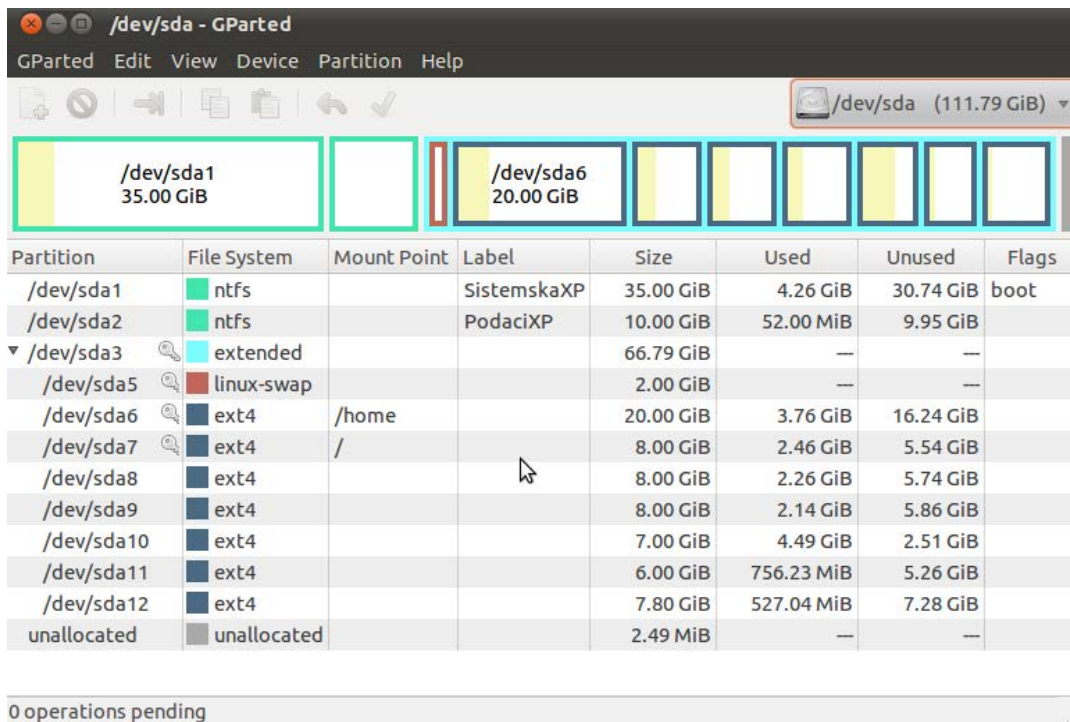 /dev/sda - GParted
GParted Edit View Device Partition Help
/dev/sda (111.79 GiB)
/dev/sda1
35.00 GiB
/dev/sda6
20.00 GiB
Partition File System Mount Point Label Size Used Unused Flags
/dev/sda1 ntfs SistemskaXP 35.00 GiB 4.26 GiB 30.74 GiB boot
/dev/sda2 ntfs PodaciXP 10.00 GiB 52.00 MiB 9.95 GiB
/dev/sda3 extended 66.79 GiB --- ---
/dev/sda5 linux-swap 2.00 GiB --- ---
/dev/sda6 ext4 /home 20.00 GiB 3.76 GiB 16.24 GiB
/dev/sda7 ext4 / 8.00 GiB 2.46 GiB 5.54 GiB
/dev/sda8 ext4 8.00 GiB 2.26 GiB 5.74 GiB
/dev/sda9 ext4 8.00 GiB 2.14 GiB 5.86 GiB
/dev/sda10 ext4 7.00 GiB 4.49 GiB 2.51 GiB
/dev/sda11 ext4 6.00 GiB 756.23 MiB 5.26 GiB
/dev/sda12 ext4 7.80 GiB 527.04 MiB 7.28 GiB
unallocated unallocated 2.49 MiB --- ---
0 operations pending